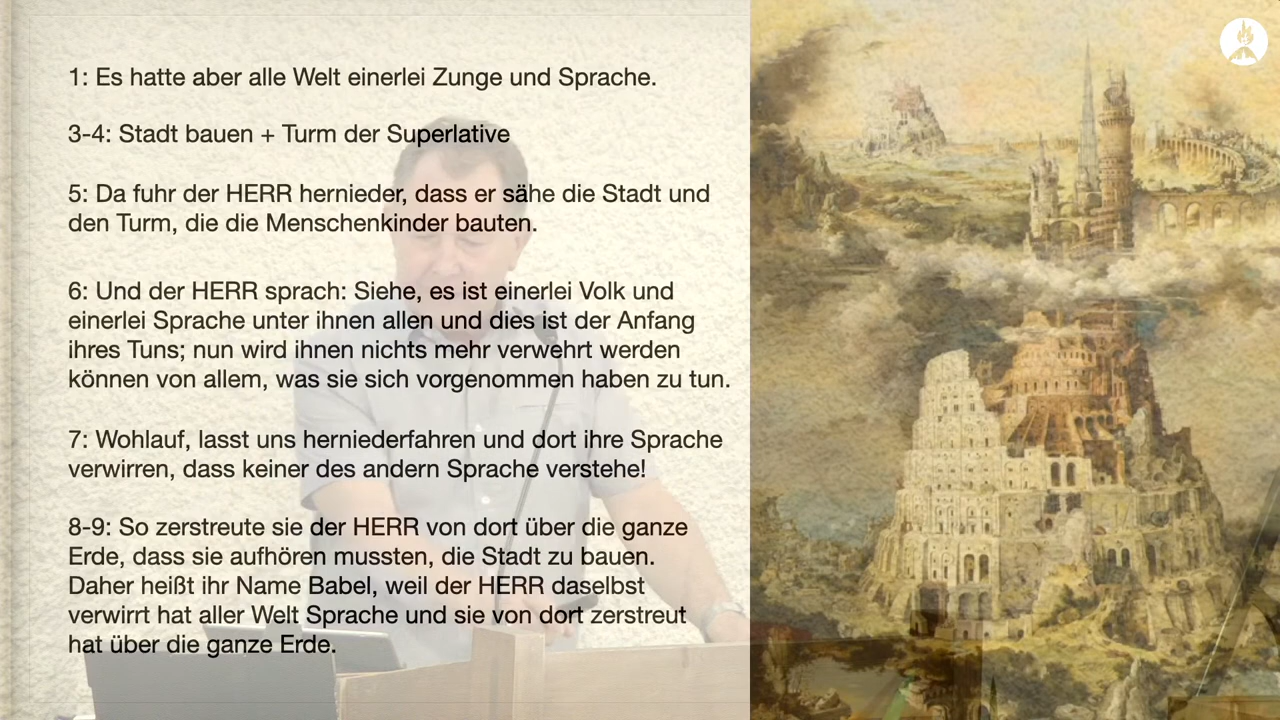 1: Es hatte aber alle Welt einerlei Zunge und Sprache.
3-4: Stadt bauen + Turm der Superlative
5: Da fuhr der HERR hernieder, dass er sähe die Stadt und
den Turm, die die Menschenkinder bauten.
6: Und der HERR sprach: Siehe, es ist einerlei Volk und
einerlei Sprache unter ihnen allen und dies ist der Anfang
ihres Tuns; nun wird ihnen nichts mehr verwehrt werden
können von allem, was sie sich vorgenommen haben zu tun.
7: Wohlauf, lasst uns herniederfahren und dort ihre Sprache
verwirren, dass keiner des andern Sprache verstehe!
8-9: So zerstreute sie der HERR von dort über die ganze
Erde, dass sie aufhören mussten, die Stadt zu bauen.
Daher heißt ihr Name Babel, weil der HERR daselbst
verwirrt hat aller Welt Sprache und sie von dort zerstreut
hat über die ganze Erde.